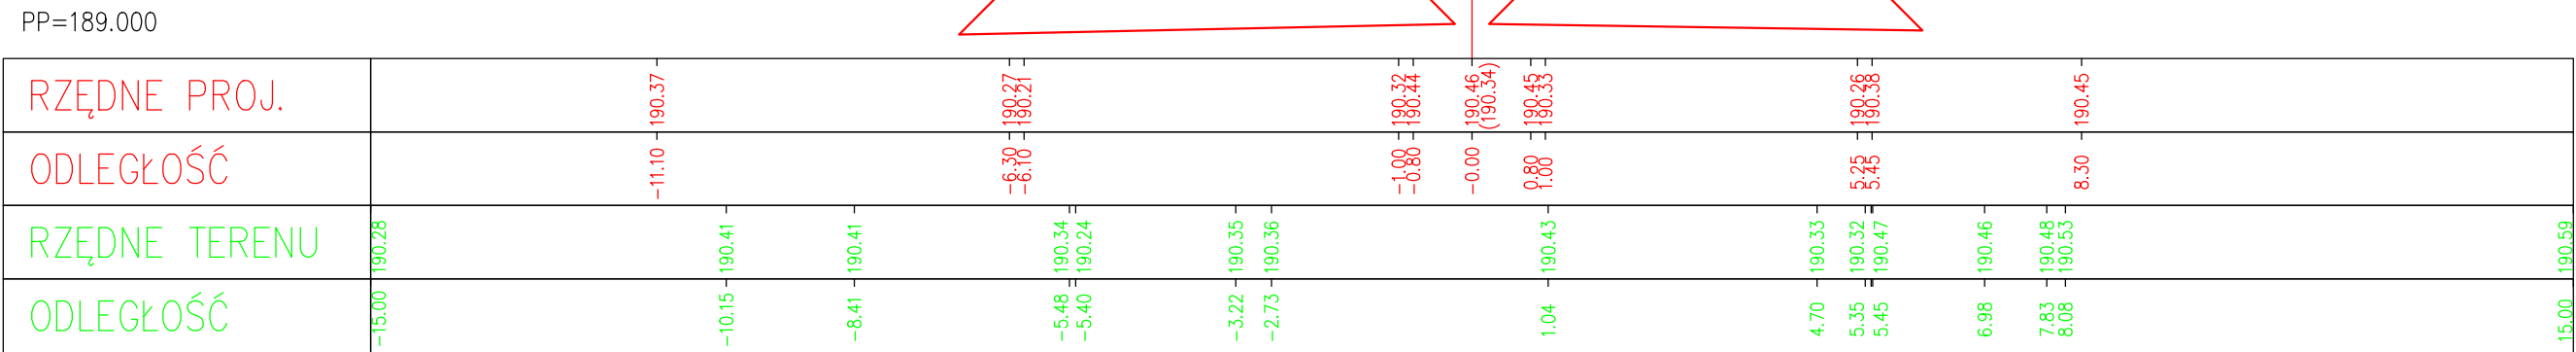 PP=189.000
RZĘDNE PROJ. 190.37 190.27 190.21 190.32 190.44 190.46 (190.34) 190.45 190.33 190.26 190.38 190.45
ODLEGŁOŚĆ -11.10 -6.30 -6.10 -1.00 -0.80 -0.00 0.80 1.00 5.25 5.45 8.30
RZĘDNE TERENU 190.28 190.41 190.41 190.34 190.24 190.35 190.36 190.43 190.33 190.32 190.47 190.46 190.48 190.53 190.59
ODLEGŁOŚĆ -15.00 -10.15 -8.41 -5.48 -5.40 -3.22 -2.73 1.04 4.70 5.35 5.45 6.98 7.83 8.08 15.00